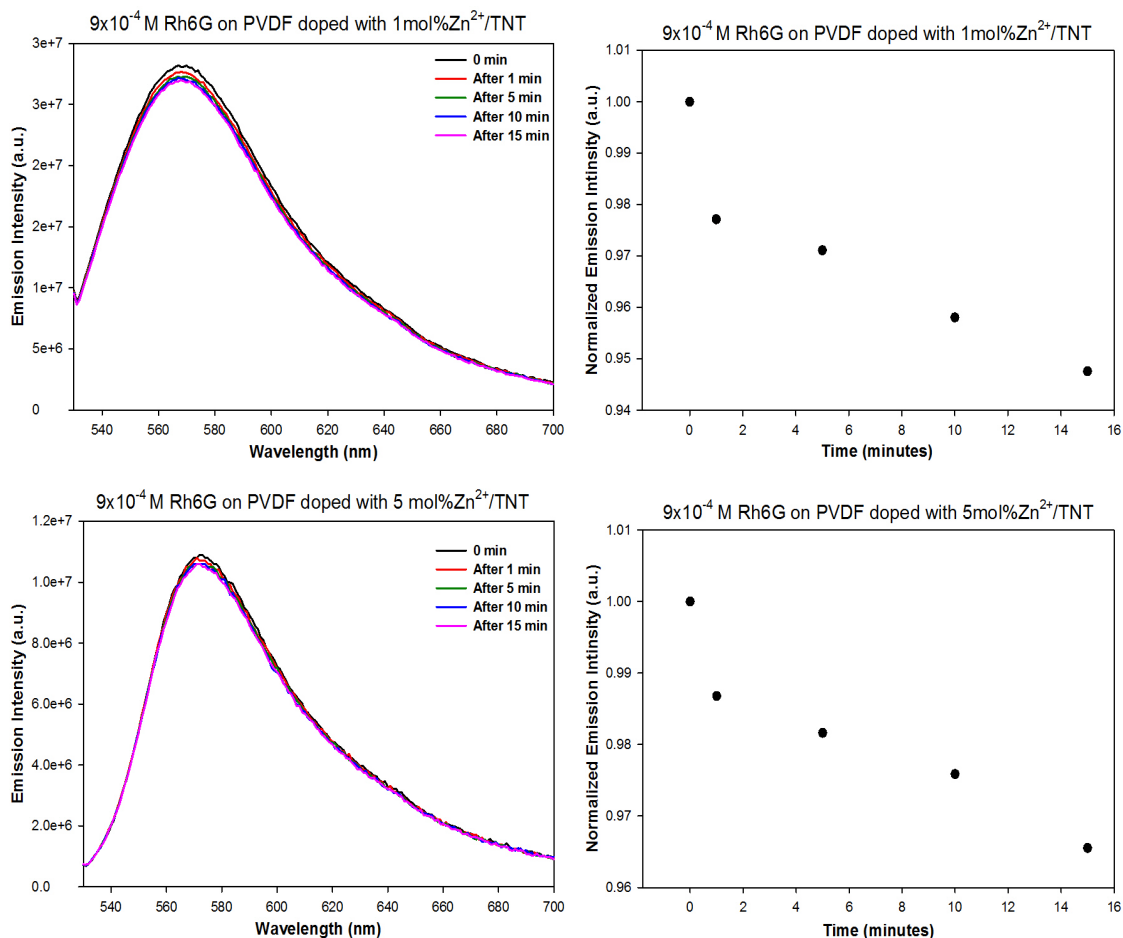 9x10⁻⁴ M Rh6G on PVDF doped with 1mol%Zn²⁺/TNT
Emission Intensity (a.u.)
3e+7
3e+7
2e+7
2e+7
1e+7
5e+6
0
0 min
After 1 min
After 5 min
After 10 min
After 15 min
540 560 580 600 620 640 660 680 700
Wavelength (nm)
9x10⁻⁴ M Rh6G on PVDF doped with 1mol%Zn²⁺/TNT
Normalized Emission Intinsity (a.u.)
1.01
1.00
0.99
0.98
0.97
0.96
0.95
0.94
0 2 4 6 8 10 12 14 16
Time (minutes)
9x10⁻⁴ M Rh6G on PVDF doped with 5 mol%Zn²⁺/TNT
Emission Intensity (a.u.)
1.2e+7
1.0e+7
8.0e+6
6.0e+6
4.0e+6
2.0e+6
0.0
0 min
After 1 min
After 5 min
After 10 min
After 15 min
540 560 580 600 620 640 660 680 700
Wavelength (nm)
9x10⁻⁴ M Rh6G on PVDF doped with 5mol%Zn²⁺/TNT
Normalized Emission Intinsity (a.u.)
1.01
1.00
0.99
0.98
0.97
0.96
0 2 4 6 8 10 12 14 16
Time (minutes)